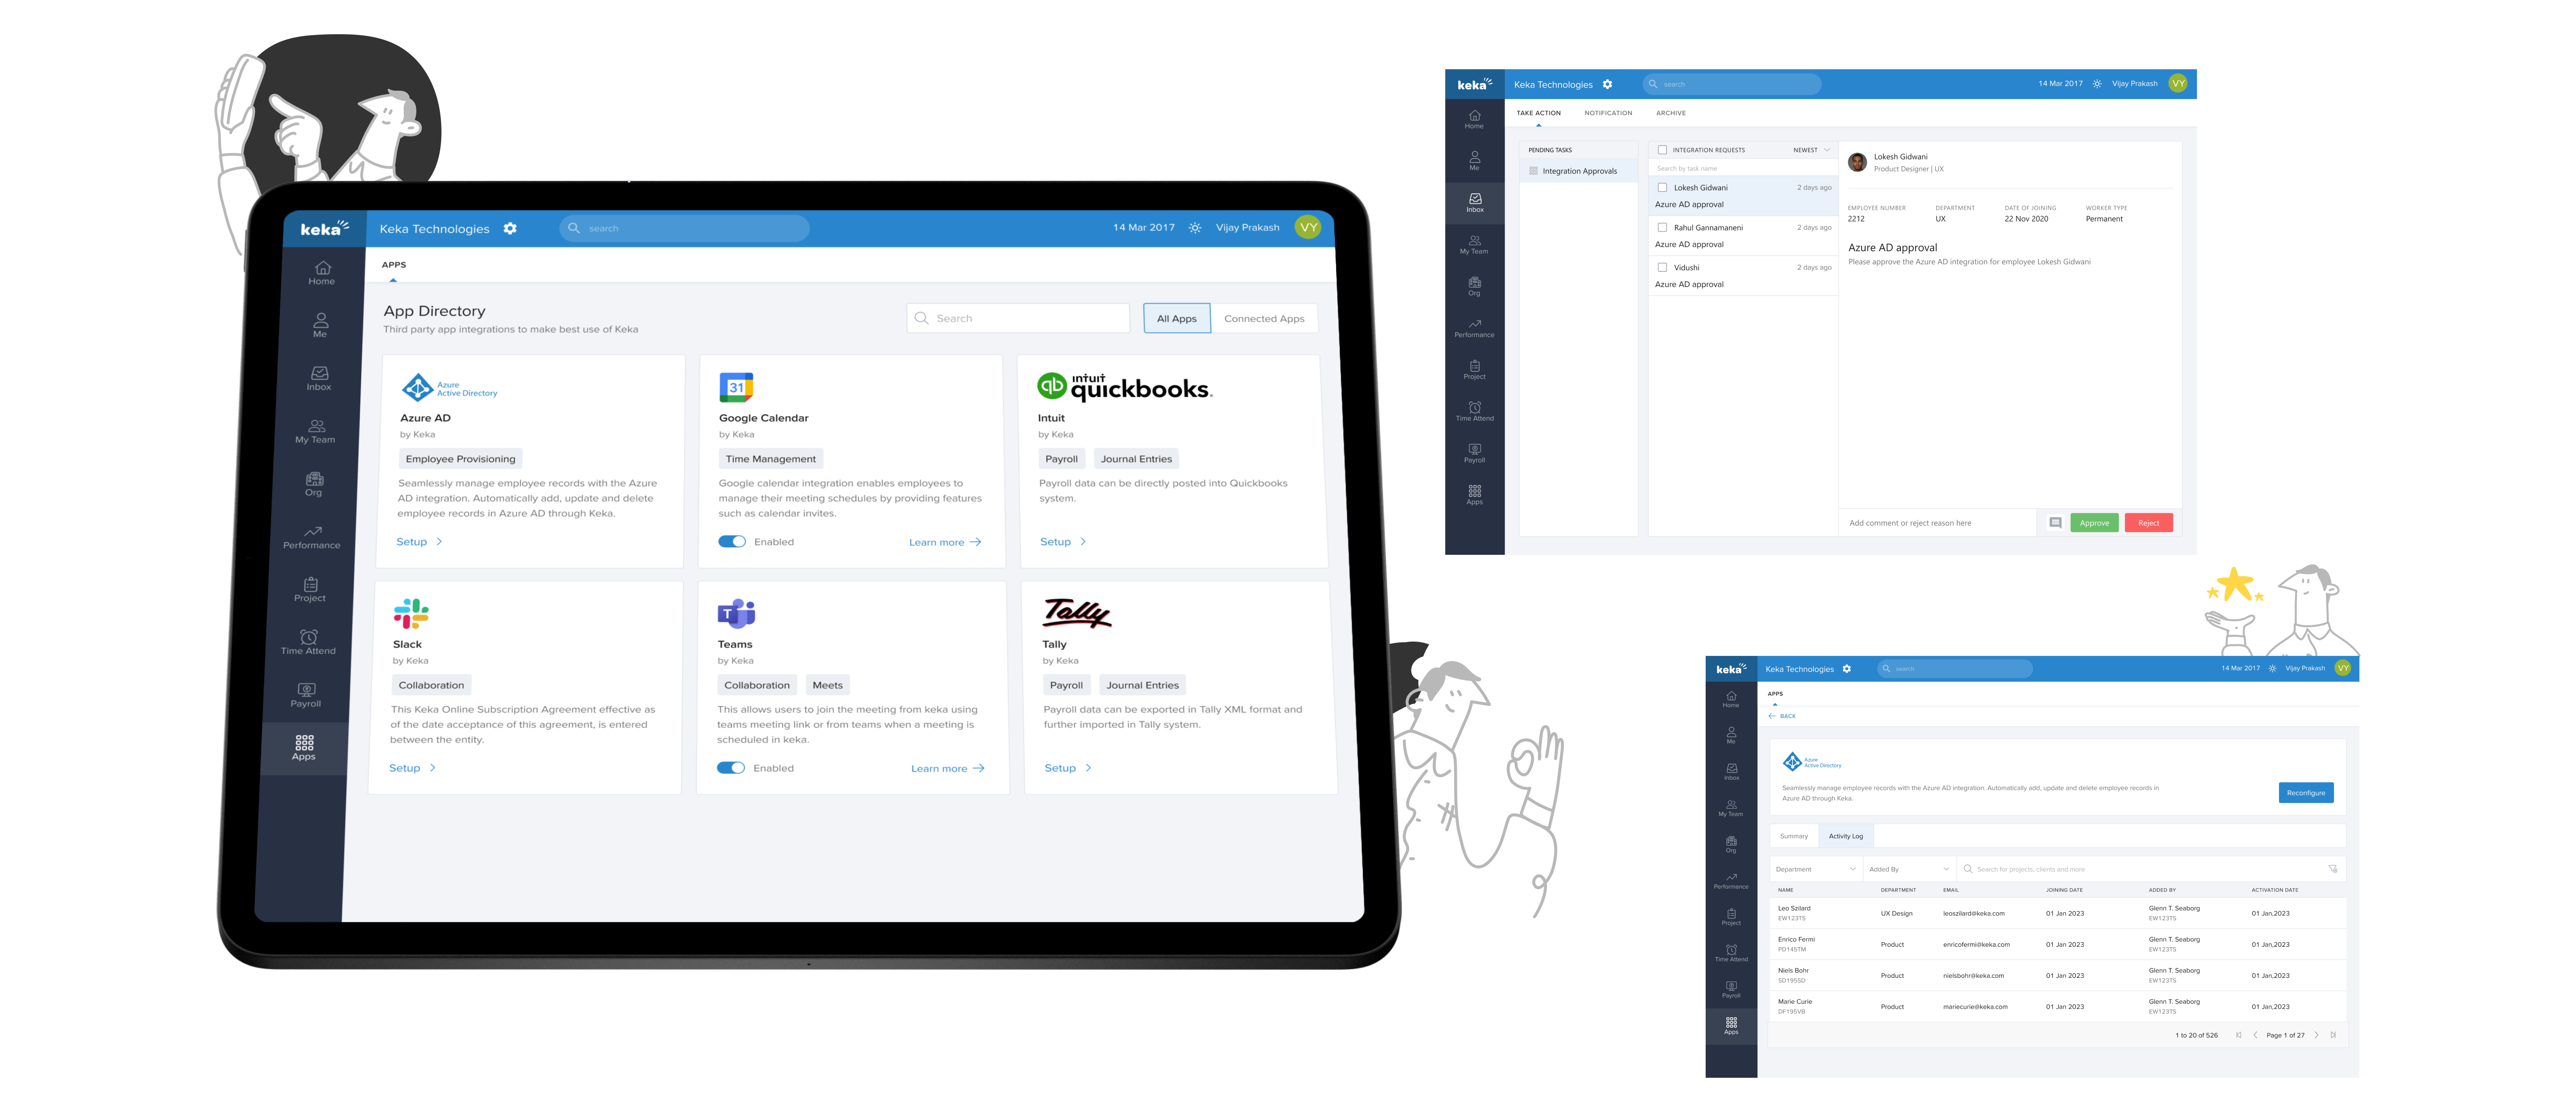 keka
Keka Technologies
search
14 Mar 2017
Vijay Prakash
VY
Home
Me
Inbox
My Team
Org
Performance
Project
Time Attend
Payroll
Apps
APPS
App Directory
Third party app integrations to make best use of Keka
Search
All Apps
Connected Apps
Azure
Active Directory
Azure AD
by Keka
Employee Provisioning
Seamlessly manage employee records with the Azure
AD integration. Automatically add, update and delete
employee records in Azure AD through Keka.
Setup
31
Google Calendar
by Keka
Time Management
Google calendar integration enables employees to
manage their meeting schedules by providing features
such as calendar invites.
Enabled
Learn more
qb intuit quickbooks.
Intuit
by Keka
Payroll
Journal Entries
Payroll data can be directly posted into Quickbooks
system.
Setup
Slack
by Keka
Collaboration
This Keka Online Subscription Agreement effective as
of the date acceptance of this agreement, is entered
between the entity.
Setup
T
Teams
by Keka
Collaboration
Meets
This allows users to join the meeting from keka using
teams meeting link or from teams when a meeting is
scheduled in keka.
Enabled
Learn more
Tally
Tally
by Keka
Payroll
Journal Entries
Payroll data can be exported in Tally XML format and
further imported in Tally system.
Setup
keka
Keka Technologies
search
14 Mar 2017
Vijay Prakash
VY
Home
Me
Inbox
My Team
Org
Performance
Project
Time Attend
Payroll
Apps
TAKE ACTION
NOTIFICATION
ARCHIVE
PENDING TASKS
Integration Approvals
INTEGRATION REQUESTS
NEWEST
Search by task name
Lokesh Gidwani
2 days ago
Azure AD approval
Rahul Gannamaneni
2 days ago
Azure AD approval
Vidushi
2 days ago
Azure AD approval
Lokesh Gidwani
Product Designer | UX
EMPLOYEE NUMBER
DEPARTMENT
DATE OF JOINING
WORKER TYPE
2212
UX
22 Nov 2020
Permanent
Azure AD approval
Please approve the Azure AD integration for employee Lokesh Gidwani
Add comment or reject reason here
Approve
Reject
keka
Keka Technologies
search
14 Mar 2017
Vijay Prakash
VY
Home
Me
Inbox
My Team
Org
Performance
Project
Time Attend
Payroll
Apps
APPS
BACK
Azure
Active Directory
Seamlessly manage employee records with the Azure AD integration. Automatically add, update and delete employee records in
Azure AD through Keka.
Reconfigure
Summary
Activity Log
Department
Added By
Search for projects, clients and more
NAME
DEPARTMENT
EMAIL
JOINING DATE
ADDED BY
ACTIVATION DATE
Leo Szilard
EW123TS
UX Design
leoszilard@keka.com
01 Jan 2023
Glenn T. Seaborg
EW123TS
01 Jan,2023
Enrico Fermi
PD145TM
Product
enricofermi@keka.com
01 Jan 2023
Glenn T. Seaborg
EW123TS
01 Jan,2023
Niels Bohr
SD195SD
Product
nielsbohr@keka.com
01 Jan 2023
Glenn T. Seaborg
EW123TS
01 Jan,2023
Marie Curie
DF195VB
Product
mariecurie@keka.com
01 Jan 2023
Glenn T. Seaborg
EW123TS
01 Jan,2023
1 to 20 of 526
Page 1 of 27